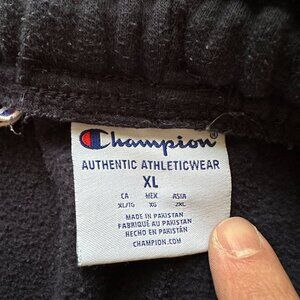 Champion
AUTHENTIC ATHLETICWEAR
XL
CA MEX ASIA
XL/TG XG 2XL
MADE IN PAKISTAN
FABRIQUÉ AU PAKISTAN
HECHO EN PAKISTÁN
CHAMPION.COM